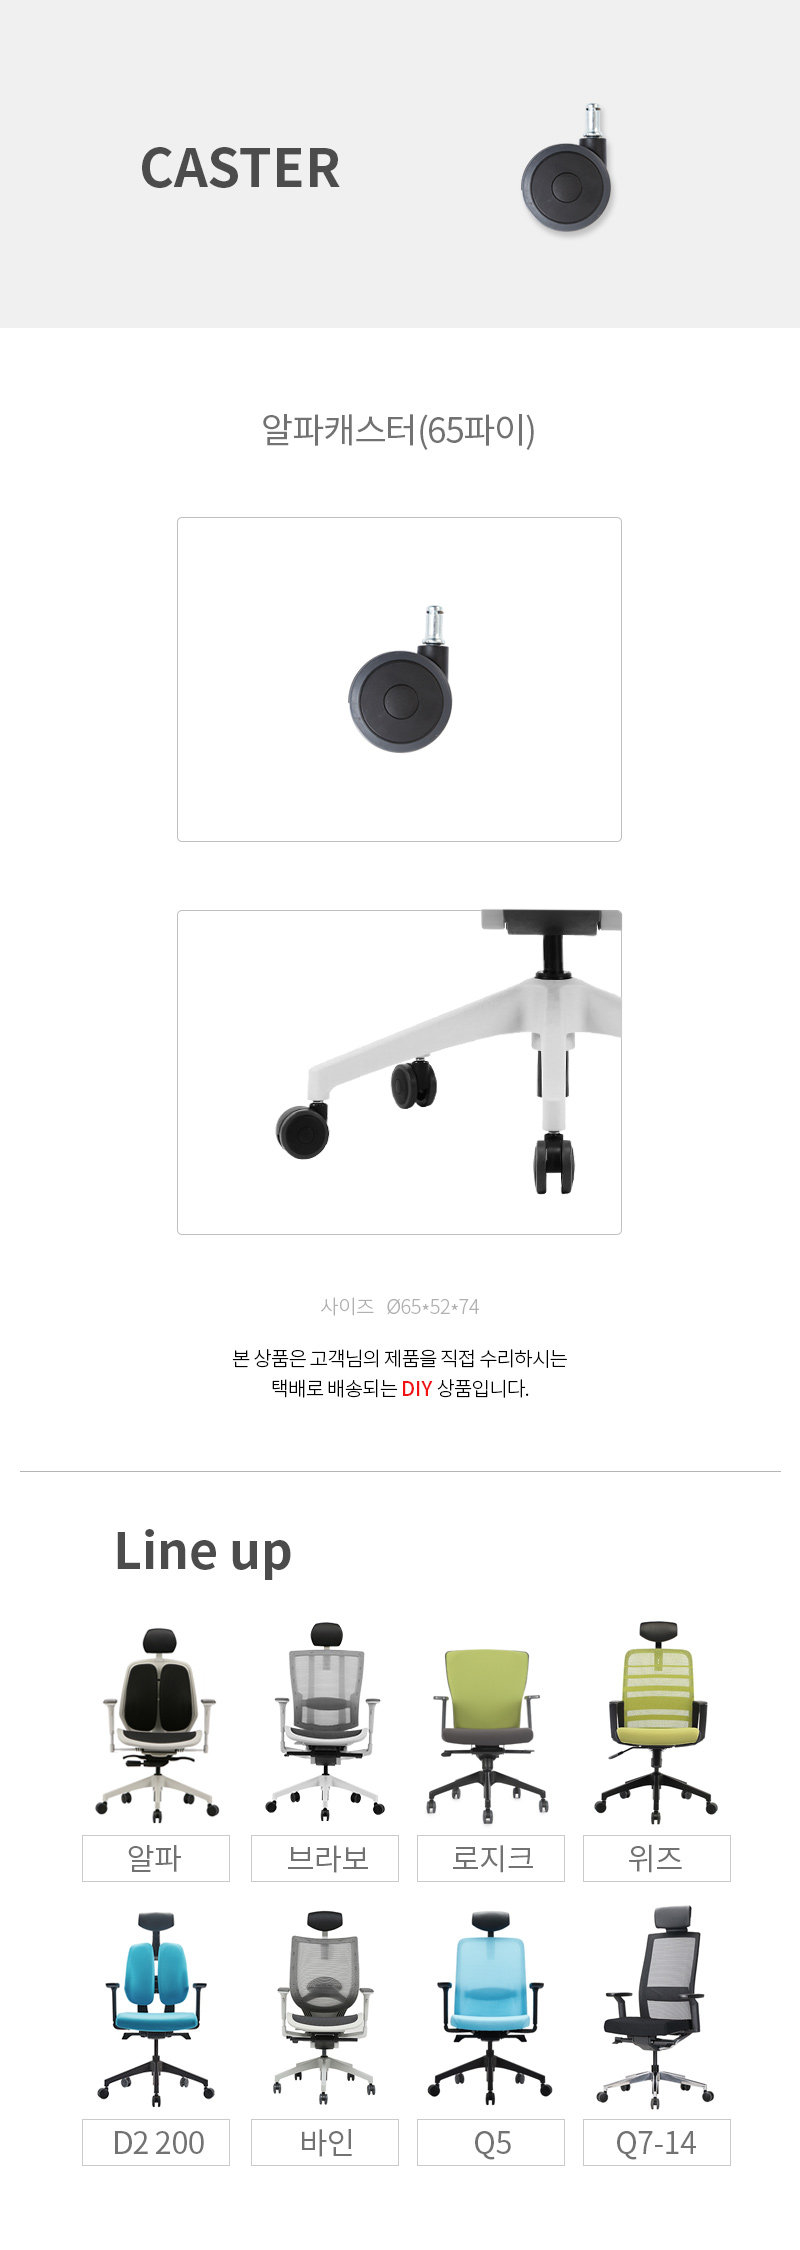 CASTER
알파캐스터(65파이)
사이즈 Ø65*52*74
본 상품은 고객님의 제품을 직접 수리하시는
택배로 배송되는 DIY 상품입니다.
Line up
알파 브라보 로지크 위즈
D2 200 바인 Q5 Q7-14